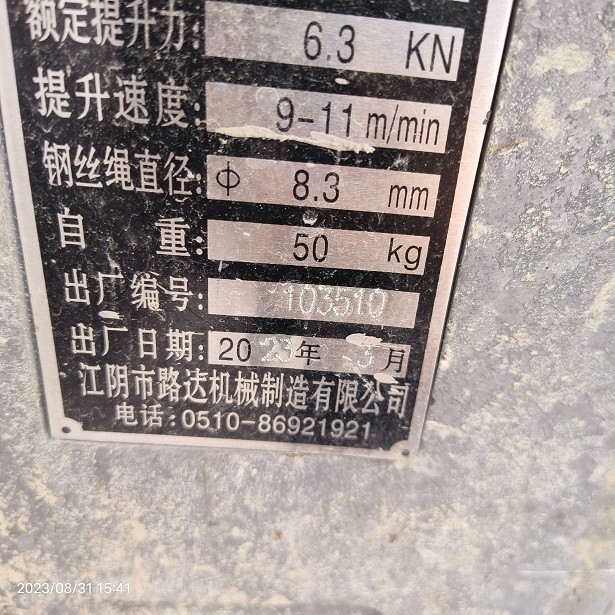 额定提升力: 6.3 KN
提升速度: 9-11 m/min
钢丝绳直径: Φ 8.3 mm
自重: 50 kg
出厂编号: 103510
出厂日期: 2023年 3月
江阴市路达机械制造有限公司
电话:0510-86921921
2023/08/31 15:41